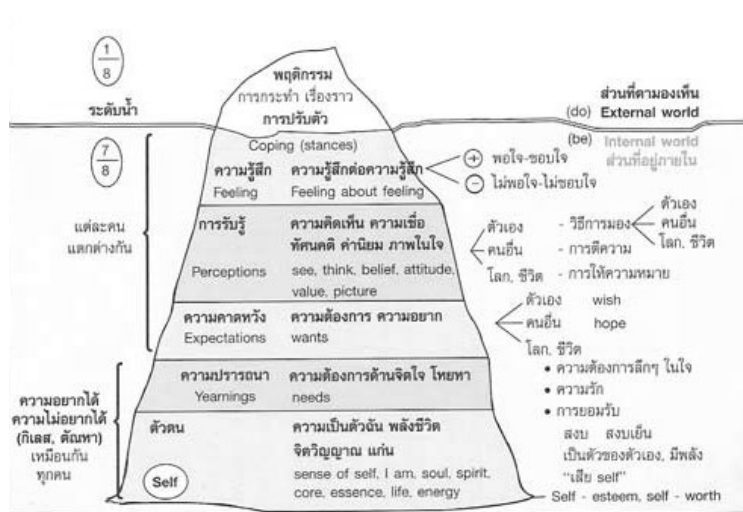 1
8
พฤติกรรม
การกระทำ เรื่องราว
การปรับตัว
ระดับน้ำ
ส่วนที่ตามองเห็น
(do) External world
(be) Internal world
ส่วนที่อยู่ภายใน
7
8
Coping (stances)
ความรู้สึก ความรู้สึกต่อความรู้สึก
Feeling Feeling about feeling
+ พอใจ-ชอบใจ
- ไม่พอใจ-ไม่ชอบใจ
แต่ละคน
แตกต่างกัน
การรับรู้ ความคิดเห็น ความเชื่อ
ทัศนคติ ค่านิยม ภาพในใจ
Perceptions see, think, belief, attitude,
value, picture
ตัวเอง - วิธีการมอง
คนอื่น - การตีความ
โลก, ชีวิต - การให้ความหมาย
ตัวเอง
คนอื่น
โลก, ชีวิต
ความคาดหวัง ความต้องการ ความอยาก
Expectations wants
ตัวเอง wish
คนอื่น hope
โลก, ชีวิต
ความอยากได้
ความไม่อยากได้
(กิเลส, ตัณหา)
เหมือนกัน
ทุกคน
ความปรารถนา ความต้องการด้านจิตใจ โหยหา
Yearnings needs
• ความต้องการลึกๆ ในใจ
• ความรัก
• การยอมรับ
ตัวตน ความเป็นตัวฉัน พลังชีวิต
จิตวิญญาณ แก่น
Self sense of self, I am, soul, spirit,
core, essence, life, energy
สงบ สงบเย็น
เป็นตัวของตัวเอง, มีพลัง
"เสีย self"
Self - esteem, self - worth